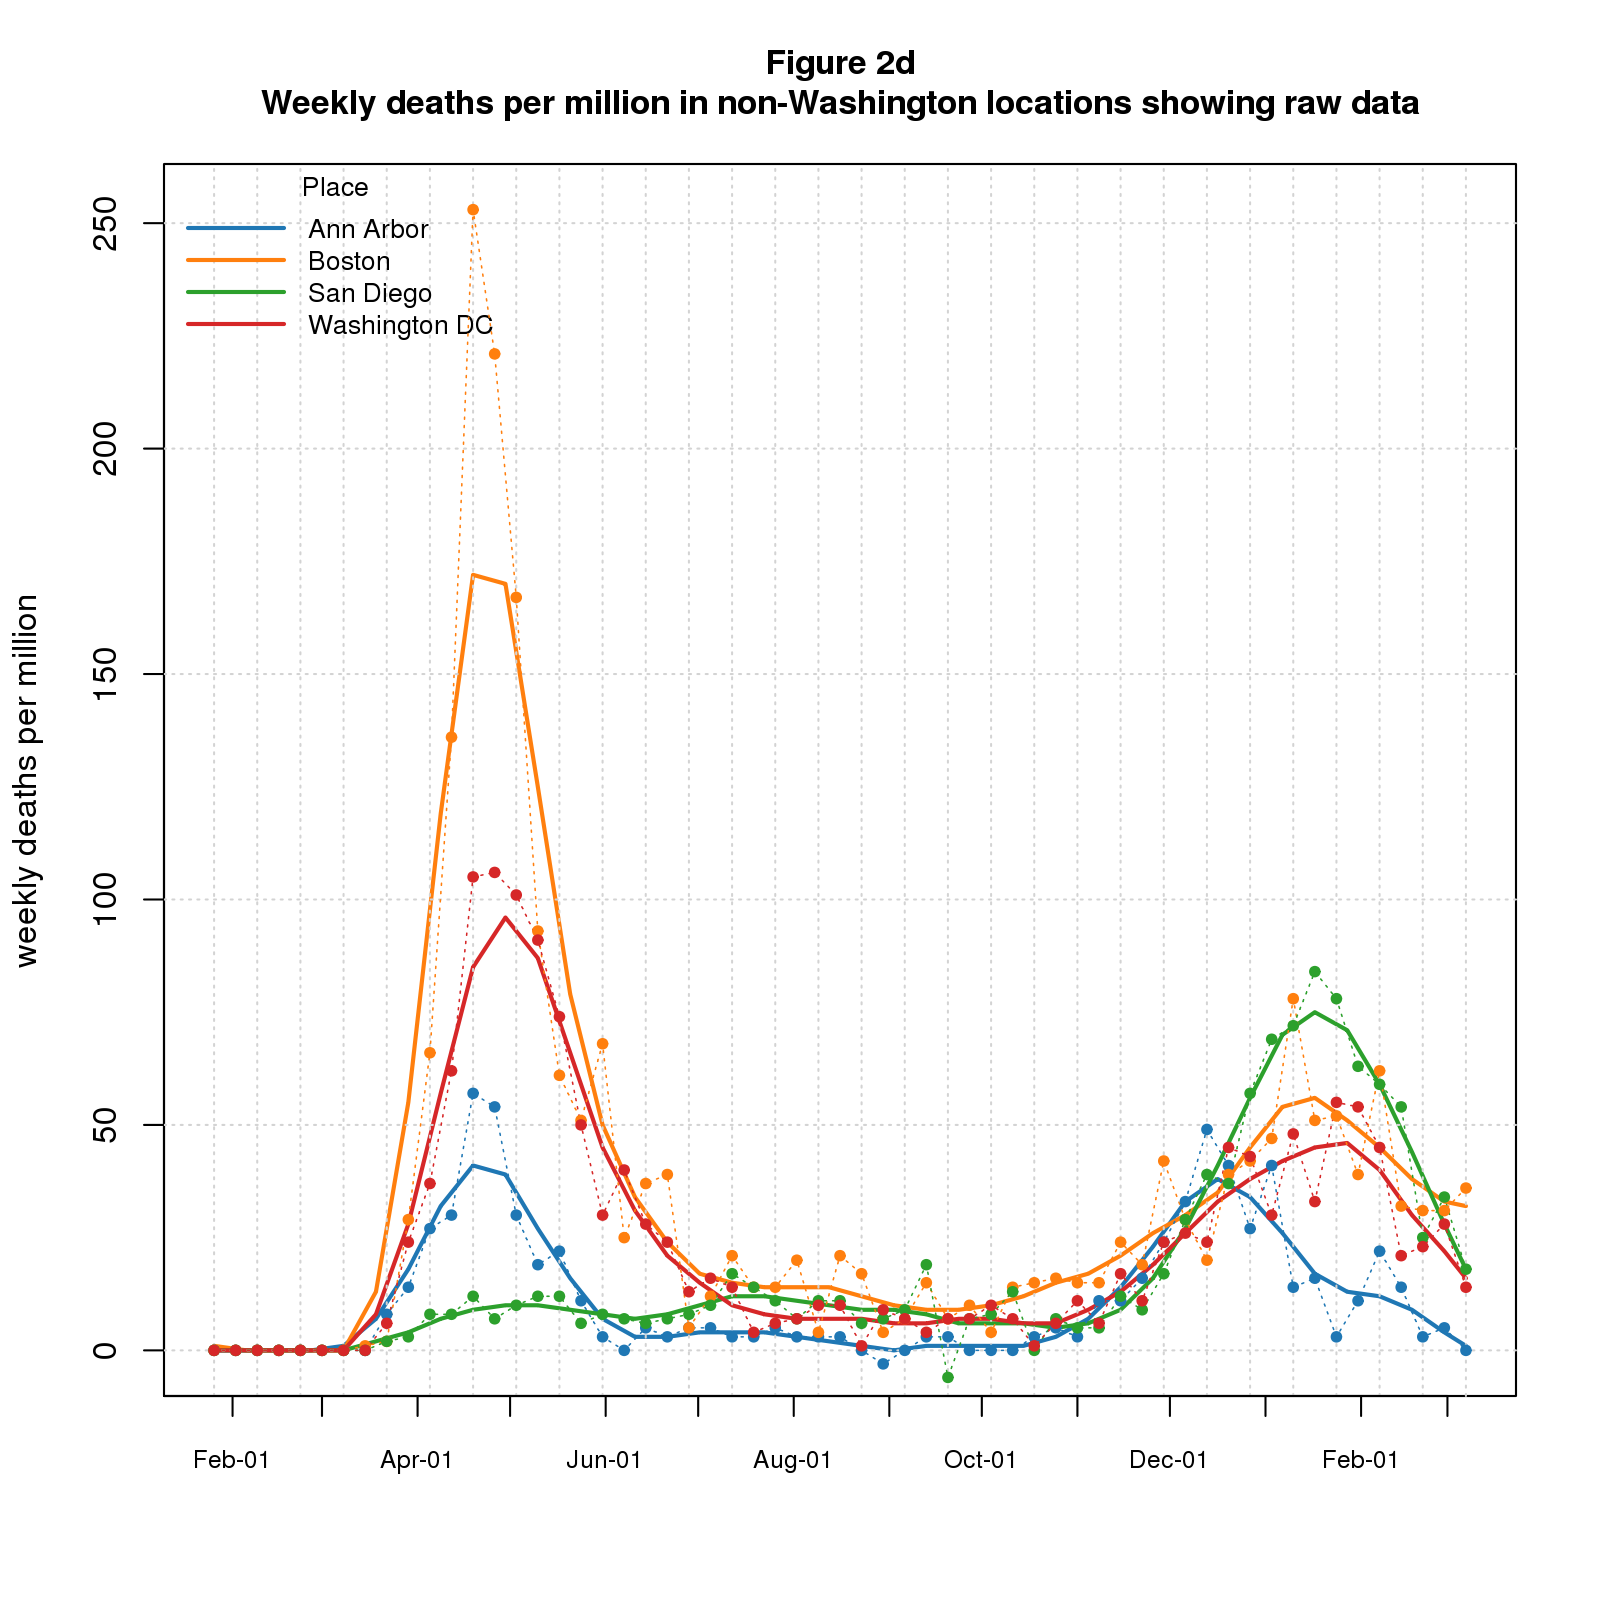 Figure 2d
Weekly deaths per million in non-Washington locations showing raw data
Place
Ann Arbor
Boston
San Diego
Washington DC
weekly deaths per million
250
200
150
100
50
0
Feb-01
Apr-01
Jun-01
Aug-01
Oct-01
Dec-01
Feb-01